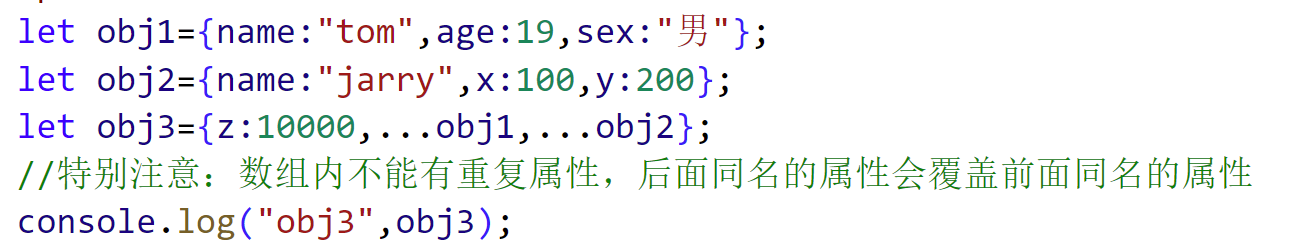 let obj1={name:"tom",age:19,sex:"男"};
let obj2={name:"jarry",x:100,y:200};
let obj3={z:10000,...obj1,...obj2};
//特别注意：数组内不能有重复属性，后面同名的属性会覆盖前面同名的属性
console.log("obj3",obj3);